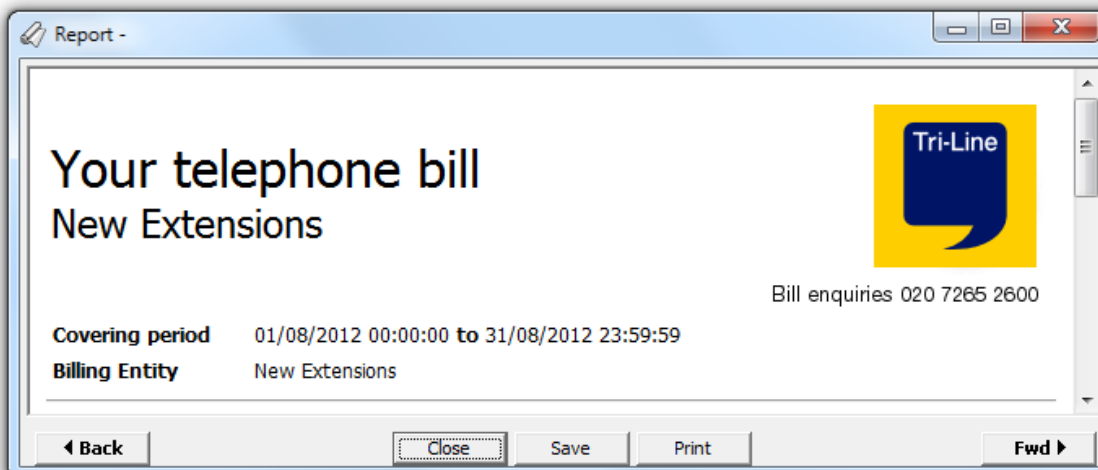 Report -
Your telephone bill
New Extensions
Tri-Line
Bill enquiries 020 7265 2600
Covering period 01/08/2012 00:00:00 to 31/08/2012 23:59:59
Billing Entity New Extensions
Back Close Save Print Fwd